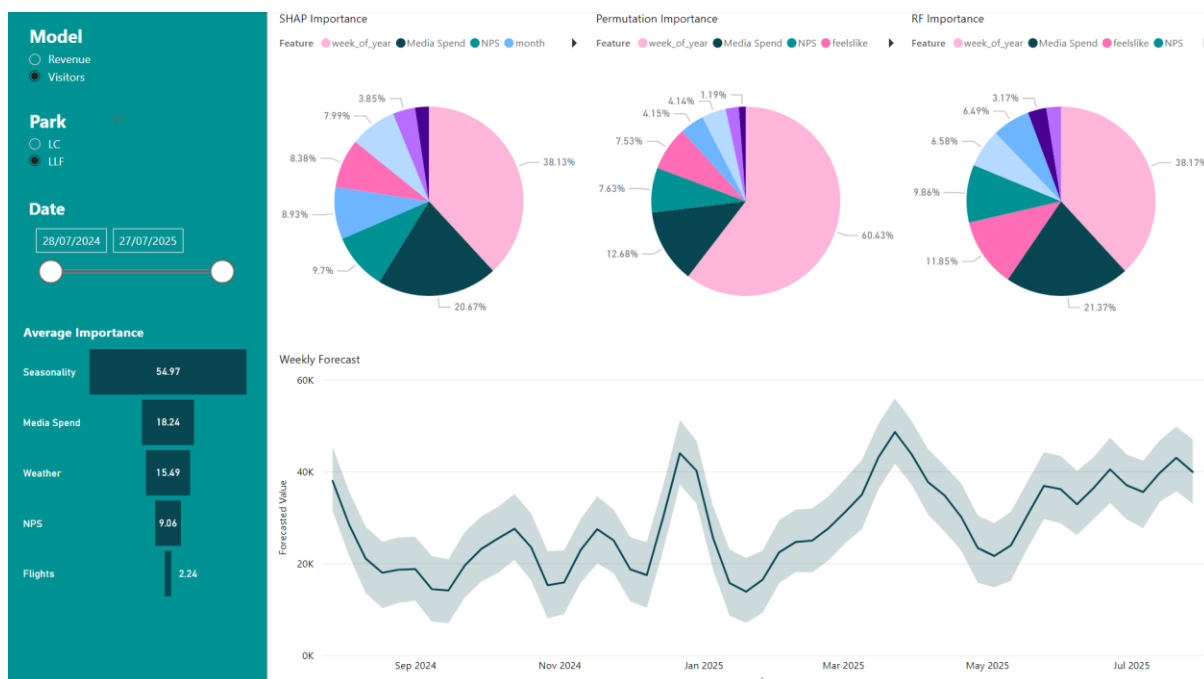 Model
Revenue
Visitors
Park
LC
LLF
Date
28/07/2024 27/07/2025
Average Importance
Seasonality 54.97
Media Spend 18.24
Weather 15.49
NPS 9.06
Flights 2.24
SHAP Importance
Feature week_of_year Media Spend NPS month
3.85%
7.99%
8.38%
8.93%
9.7%
38.13%
20.67%
Permutation Importance
Feature week_of_year Media Spend NPS feelslike
1.19%
4.14%
4.15%
7.53%
7.63%
12.68%
60.43%
RF Importance
Feature week_of_year Media Spend feelslike NPS
3.17%
6.49%
6.58%
9.86%
11.85%
38.17%
21.37%
Weekly Forecast
Forecasted Value
60K
40K
20K
0K
Sep 2024 Nov 2024 Jan 2025 Mar 2025 May 2025 Jul 2025